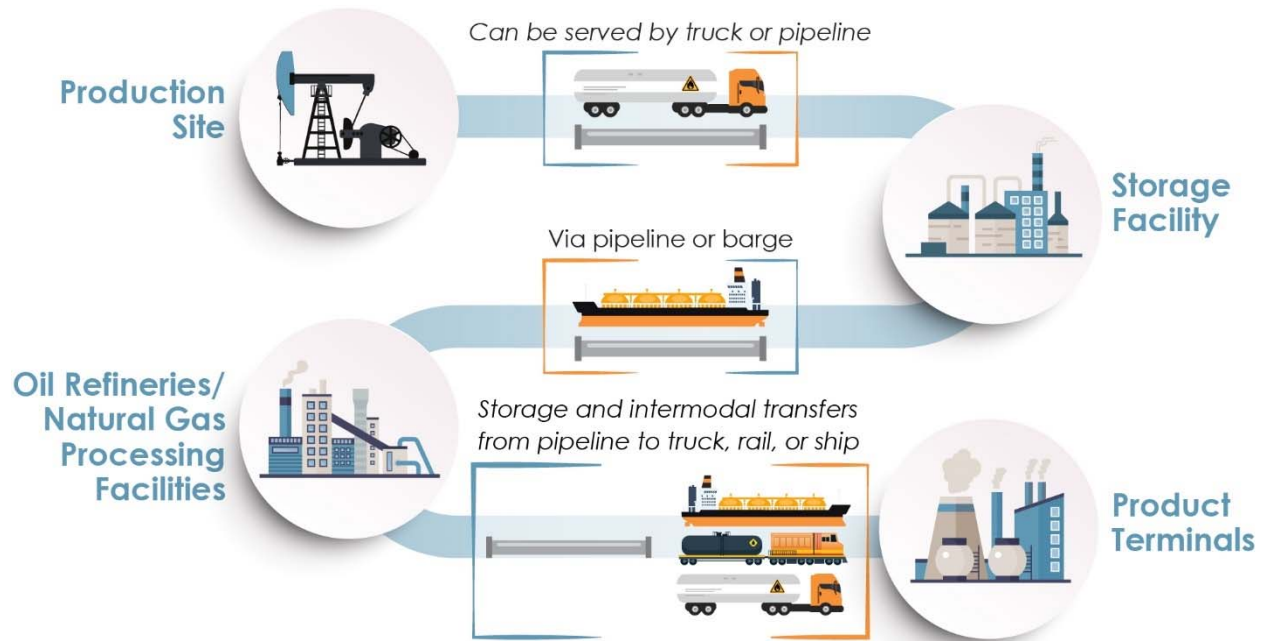 Can be served by truck or pipeline
Production
Site
Storage
Facility
Via pipeline or barge
Oil Refineries/
Natural Gas
Processing
Facilities
Storage and intermodal transfers
from pipeline to truck, rail, or ship
Product
Terminals